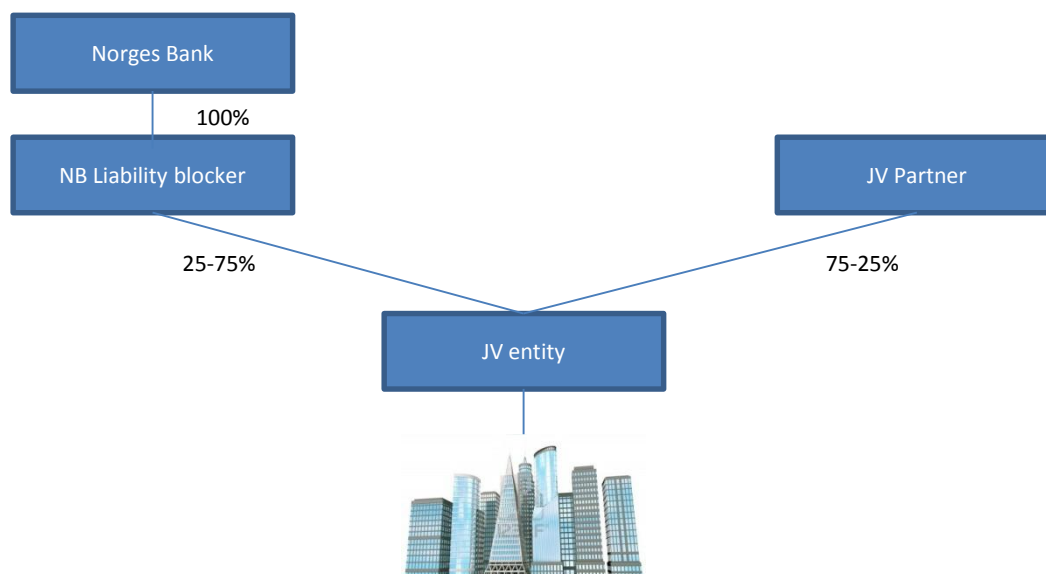 Norges Bank
100%
NB Liability blocker
JV Partner
25-75%
75-25%
JV entity